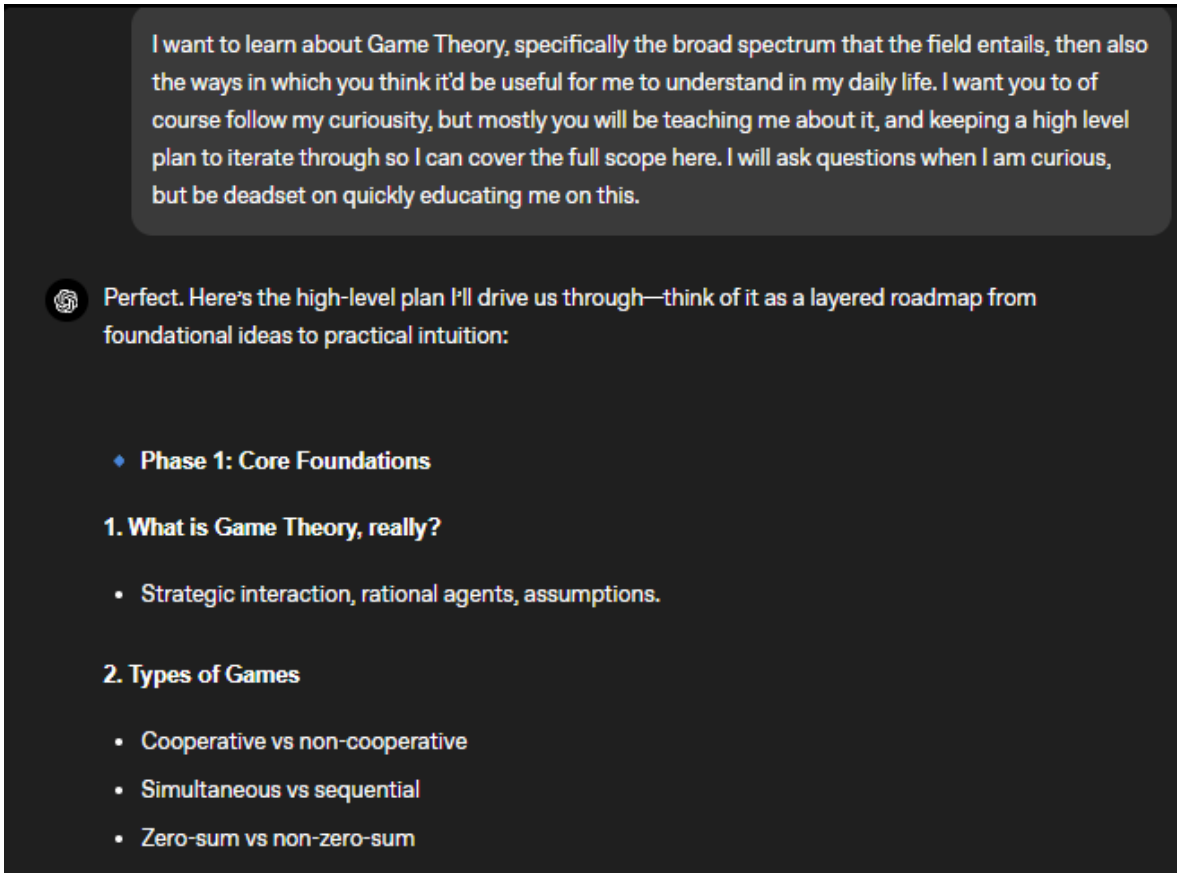 I want to learn about Game Theory, specifically the broad spectrum that the field entails, then also
the ways in which you think it'd be useful for me to understand in my daily life. I want you to of
course follow my curiousity, but mostly you will be teaching me about it, and keeping a high level
plan to iterate through so I can cover the full scope here. I will ask questions when I am curious,
but be deadset on quickly educating me on this.
Perfect. Here's the high-level plan I'll drive us through—think of it as a layered roadmap from
foundational ideas to practical intuition:
🔹 Phase 1: Core Foundations
1. What is Game Theory, really?
• Strategic interaction, rational agents, assumptions.
2. Types of Games
• Cooperative vs non-cooperative
• Simultaneous vs sequential
• Zero-sum vs non-zero-sum